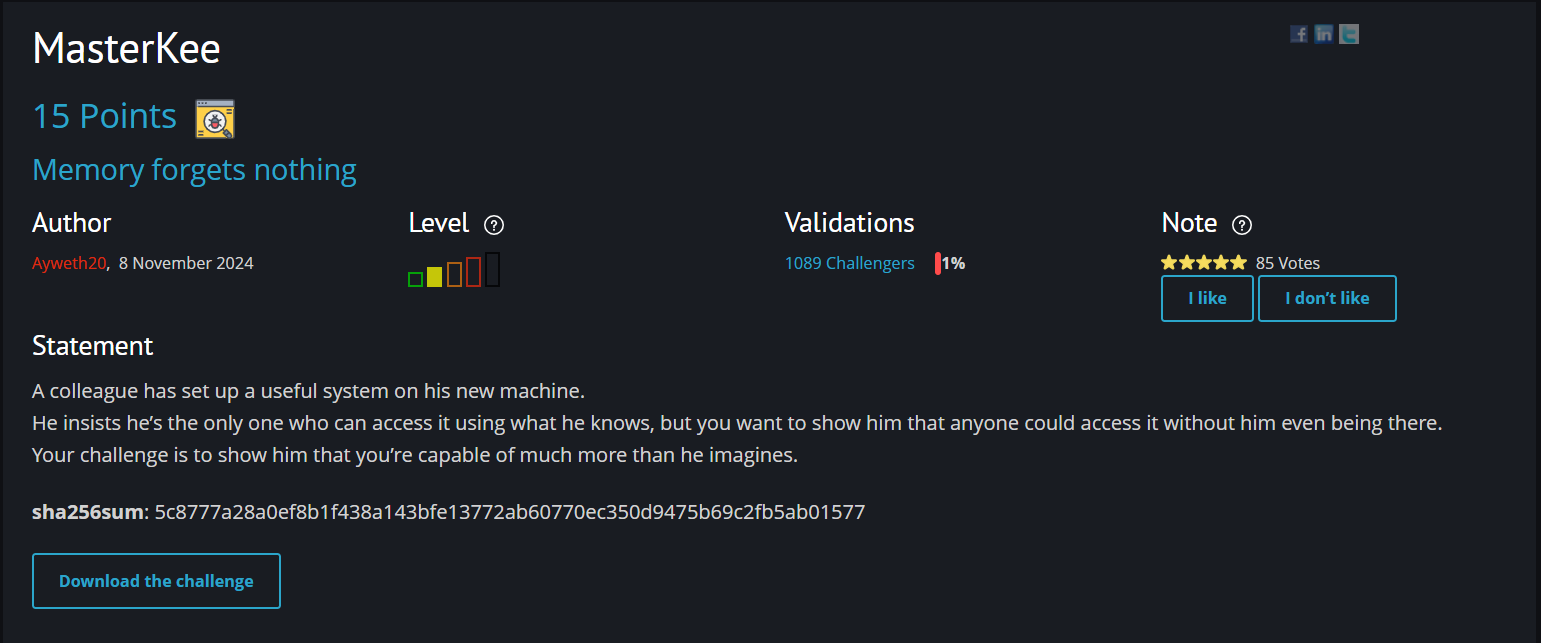 MasterKee
15 Points
Memory forgets nothing
Author
Level ?
Validations
Note ?
Ayweth20, 8 November 2024
1089 Challengers 1%
85 Votes
I like
I don’t like
Statement
A colleague has set up a useful system on his new machine.
He insists he’s the only one who can access it using what he knows, but you want to show him that anyone could access it without him even being there.
Your challenge is to show him that you’re capable of much more than he imagines.
sha256sum: 5c8777a28a0ef8b1f438a143bfe13772ab60770ec350d9475b69c2fb5ab01577
Download the challenge